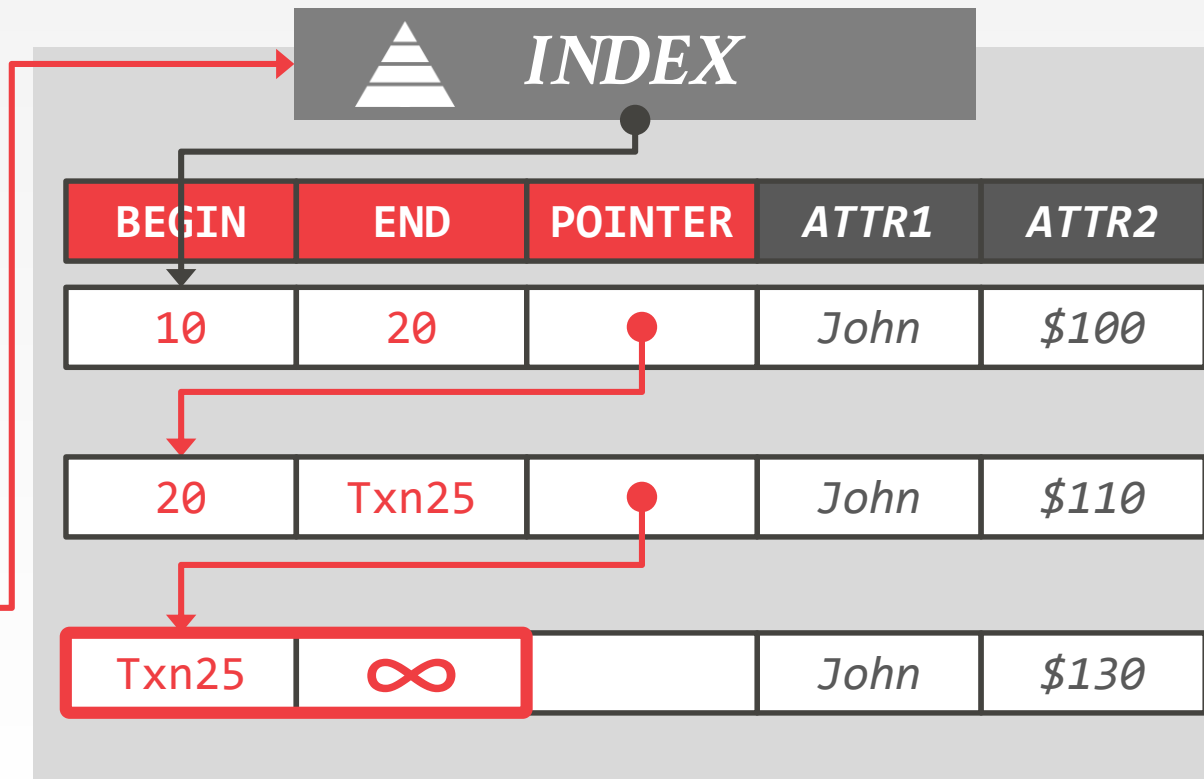 INDEX
BEGIN END POINTER ATTR1 ATTR2
10 20 John $100
20 Txn25 John $110
Txn25 ∞ John $130